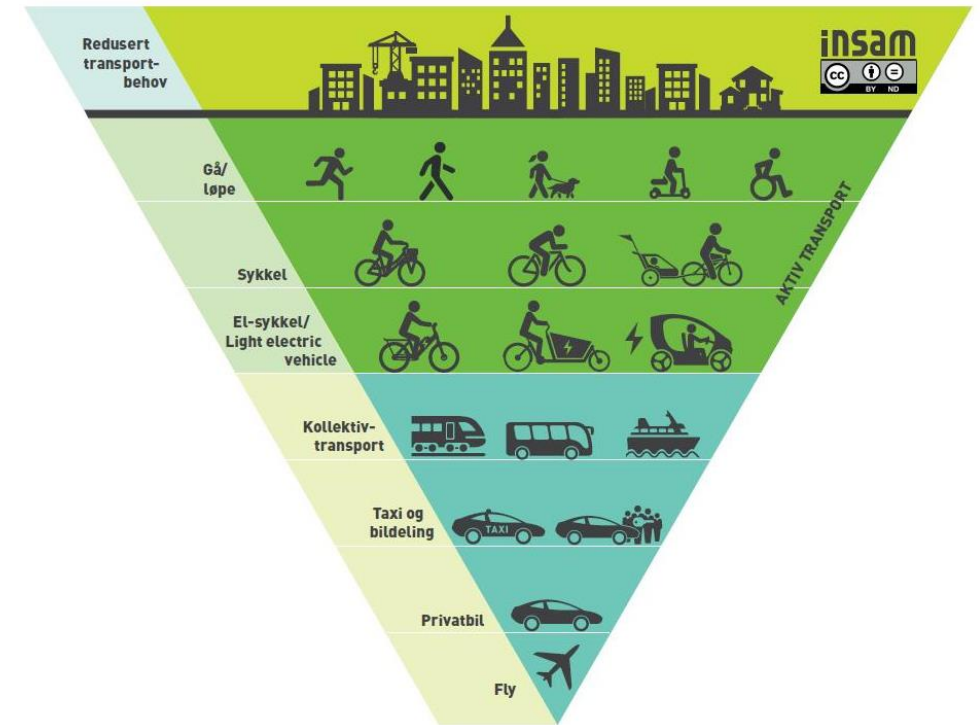 Redusert
transport-
behov
insam
cc
BY ND
Gå/
løpe
AKTIV TRANSPORT
Sykkel
El-sykkel/
Light electric
vehicle
Kollektiv-
transport
Taxi og
bildeling
TAXI
Privatbil
Fly